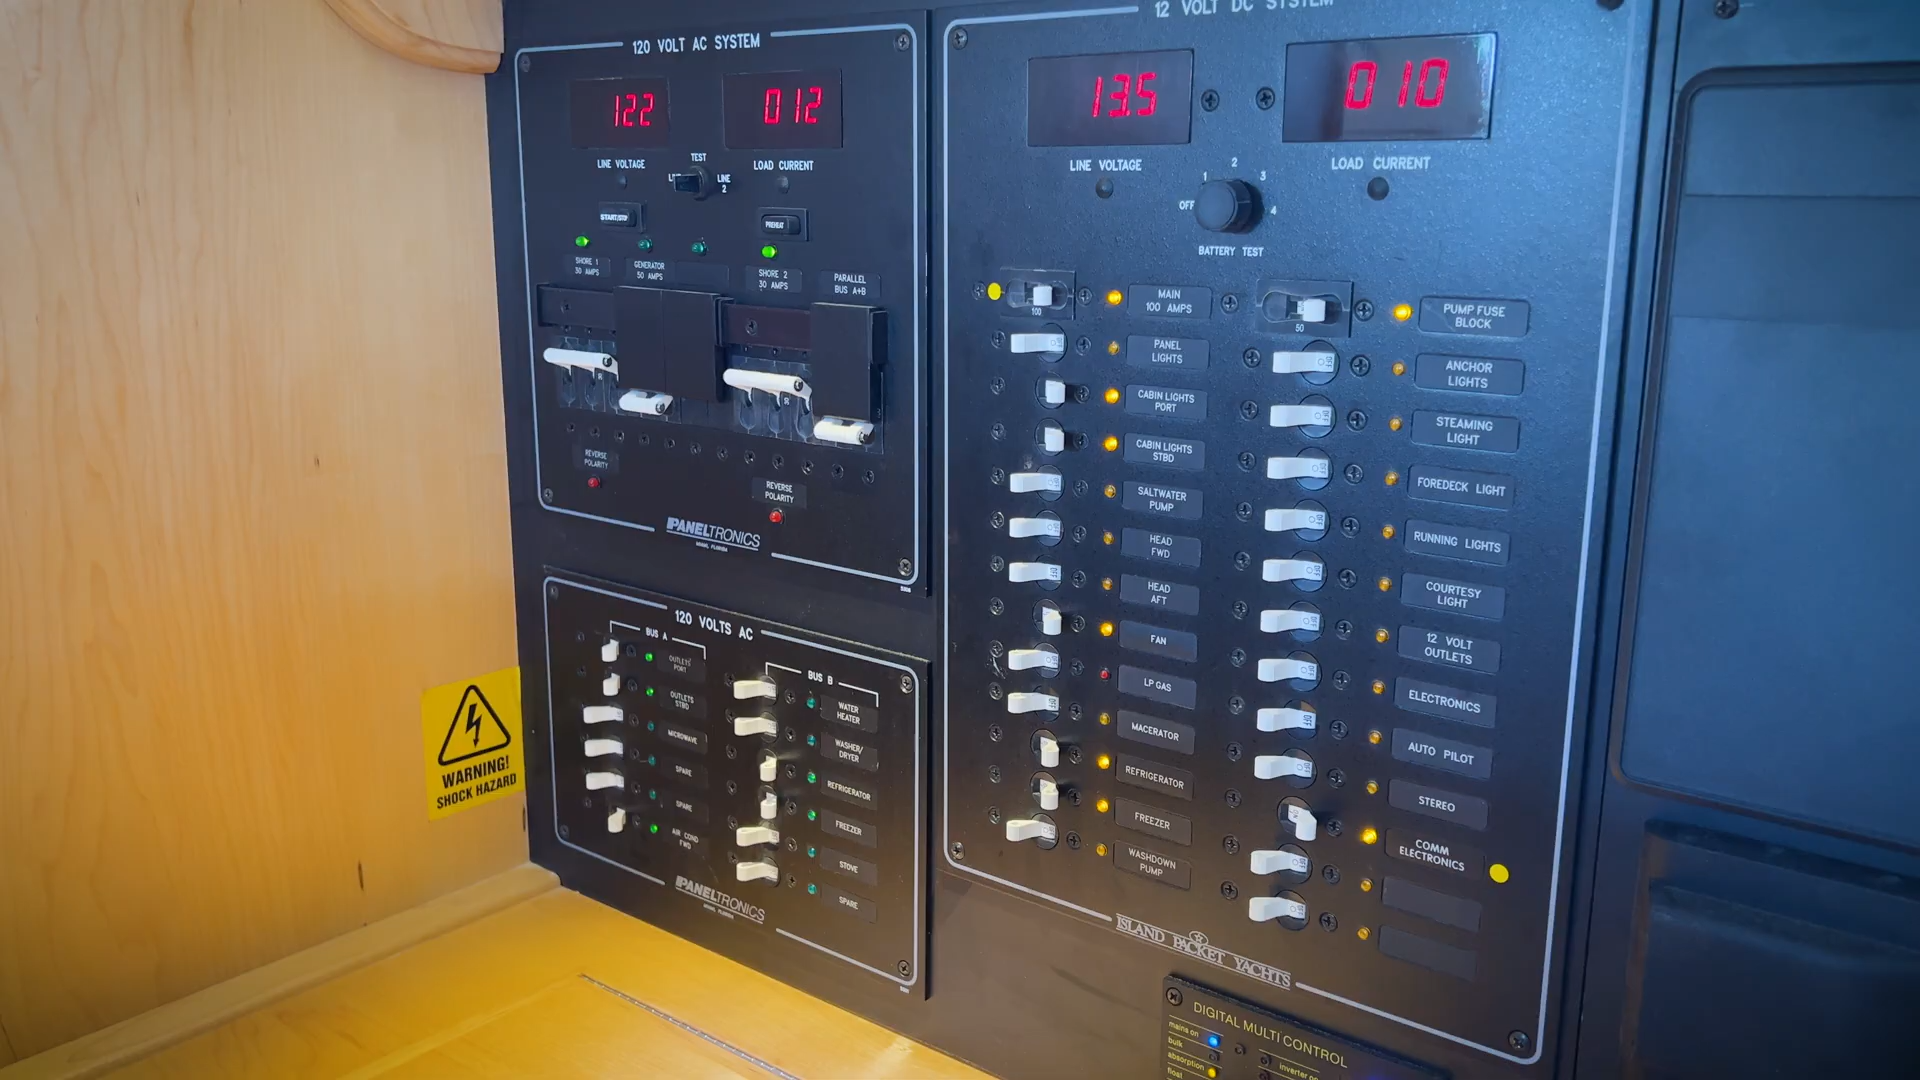 120 VOLT AC SYSTEM
122
012
LINE VOLTAGE
TEST
LOAD CURRENT
LINE
2
START/STOP
PREHEAT
SHORE 1
30 AMPS
GENERATOR
50 AMPS
SHORE 2
30 AMPS
PARALLEL
BUS A+B
REVERSE
POLARITY
REVERSE
POLARITY
PANELTRONICS
MIAMI, FLORIDA
120 VOLTS AC
BUS A
OUTLETS
PORT
OUTLETS
STBD
MICROWAVE
SPARE
SPARE
AIR COND
FWD
BUS B
WATER
HEATER
WASHER/
DRYER
REFRIGERATOR
FREEZER
STOVE
SPARE
PANELTRONICS
MIAMI, FLORIDA
WARNING!
SHOCK HAZARD
12 VOLT DC SYSTEM
13.5
010
LINE VOLTAGE
LOAD CURRENT
OFF
1
2
3
4
BATTERY TEST
100
MAIN
100 AMPS
PANEL
LIGHTS
CABIN LIGHTS
PORT
CABIN LIGHTS
STBD
SALTWATER
PUMP
HEAD
FWD
HEAD
AFT
FAN
LP GAS
MACERATOR
REFRIGERATOR
FREEZER
WASHDOWN
PUMP
50
PUMP FUSE
BLOCK
ANCHOR
LIGHTS
STEAMING
LIGHT
FOREDECK LIGHT
RUNNING LIGHTS
COURTESY
LIGHT
12 VOLT
OUTLETS
ELECTRONICS
AUTO PILOT
STEREO
COMM
ELECTRONICS
ISLAND PACKET YACHTS
DIGITAL MULTI CONTROL
mains on
bulk
absorption
float
inverter on